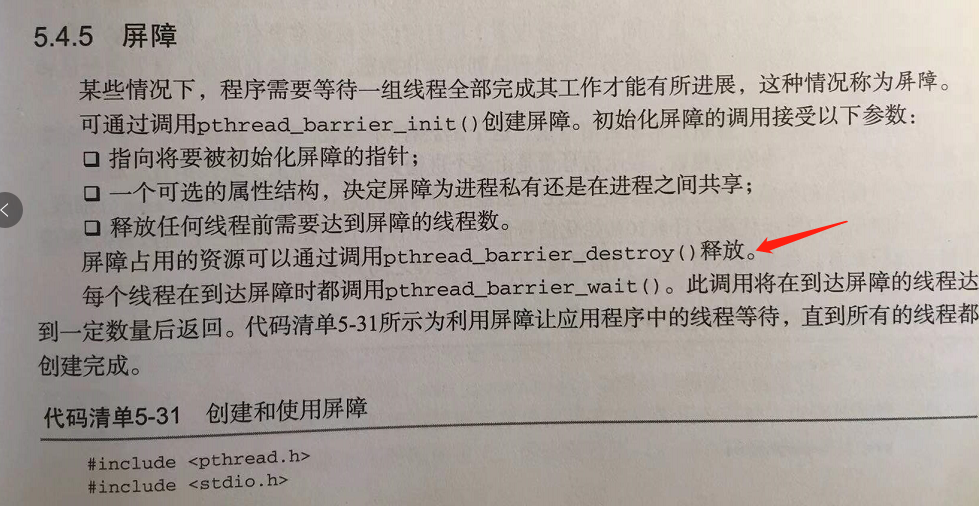 5.4.5 屏障
某些情况下，程序需要等待一组线程全部完成其工作才能有所进展，这种情况称为屏障。
可通过调用pthread_barrier_init()创建屏障。初始化屏障的调用接受以下参数：
❑ 指向将要被初始化屏障的指针；
❑ 一个可选的属性结构，决定屏障为进程私有还是在进程之间共享；
❑ 释放任何线程前需要达到屏障的线程数。
屏障占用的资源可以通过调用pthread_barrier_destroy()释放。
每个线程在到达屏障时都调用pthread_barrier_wait()。此调用将在到达屏障的线程达
到一定数量后返回。代码清单5-31所示为利用屏障让应用程序中的线程等待，直到所有的线程都
创建完成。
代码清单5-31 创建和使用屏障
#include <pthread.h>
#include <stdio.h>